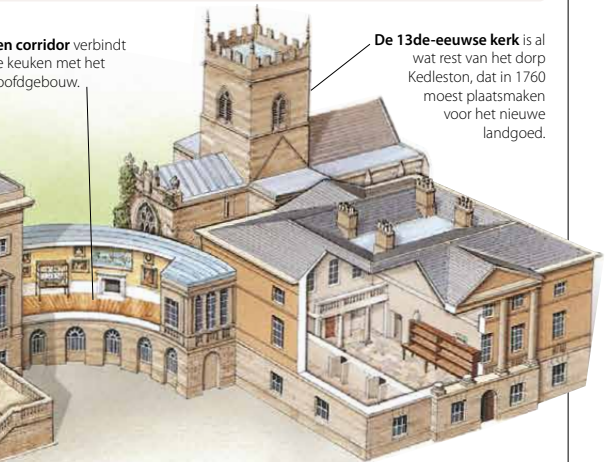 en corridor verbindt
e keuken met het
oofdgebouw.
De 13de-eeuwse kerk is al
wat rest van het dorp
Kedleston, dat in 1760
moest plaatsmaken
voor het nieuwe
landgoed.